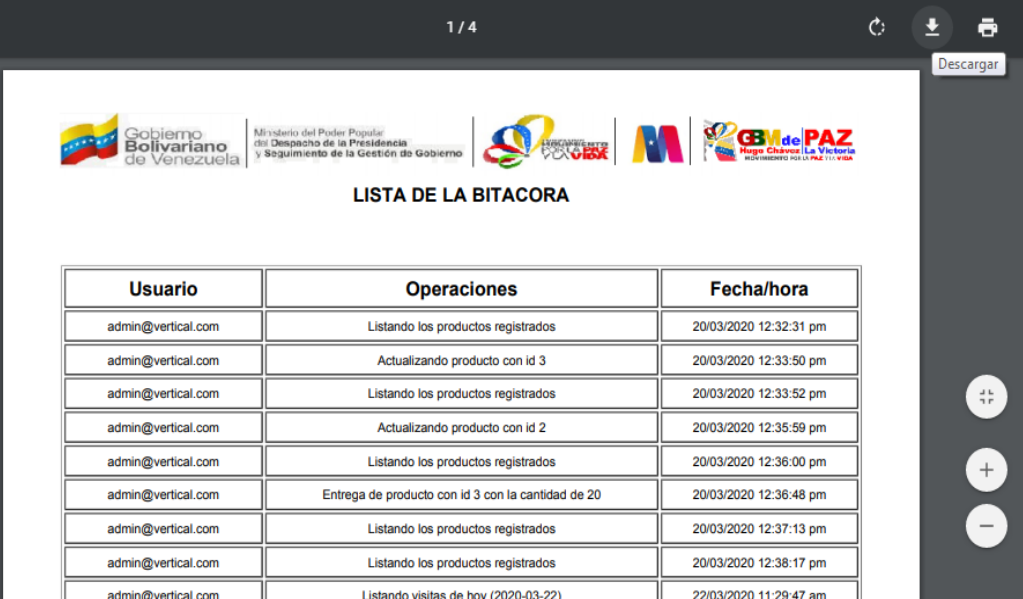 1 / 4
Descargar
Gobierno
Bolivariano
de Venezuela
Ministerio del Poder Popular
del Despacho de la Presidencia
y Seguimiento de la Gestión de Gobierno
MOVIMIENTO
POR LA PAZ
Y LA VIDA
GBM de PAZ
Hugo Chávez La Victoria
MOVIMIENTO POR LA PAZ Y LA VIDA
LISTA DE LA BITACORA
Usuario Operaciones Fecha/hora
admin@vertical.com Listando los productos registrados 20/03/2020 12:32:31 pm
admin@vertical.com Actualizando producto con id 3 20/03/2020 12:33:50 pm
admin@vertical.com Listando los productos registrados 20/03/2020 12:33:52 pm
admin@vertical.com Actualizando producto con id 2 20/03/2020 12:35:59 pm
admin@vertical.com Listando los productos registrados 20/03/2020 12:36:00 pm
admin@vertical.com Entrega de producto con id 3 con la cantidad de 20 20/03/2020 12:36:48 pm
admin@vertical.com Listando los productos registrados 20/03/2020 12:37:13 pm
admin@vertical.com Listando los productos registrados 20/03/2020 12:38:17 pm
admin@vertical.com Listando visitas de hoy (2020-03-22) 22/03/2020 11:29:47 am